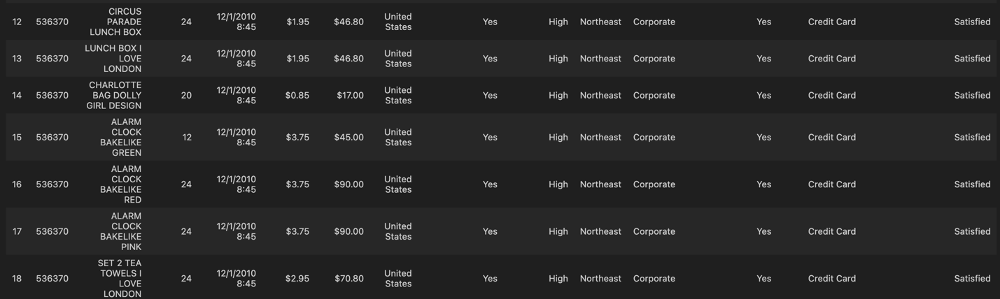 12 536370 CIRCUS PARADE LUNCH BOX 24 12/1/2010 8:45 $1.95 $46.80 United States Yes High Northeast Corporate Yes Credit Card Satisfied
13 536370 LUNCH BOX I LOVE LONDON 24 12/1/2010 8:45 $1.95 $46.80 United States Yes High Northeast Corporate Yes Credit Card Satisfied
14 536370 CHARLOTTE BAG DOLLY GIRL DESIGN 20 12/1/2010 8:45 $0.85 $17.00 United States Yes High Northeast Corporate Yes Credit Card Satisfied
15 536370 ALARM CLOCK BAKELIKE GREEN 12 12/1/2010 8:45 $3.75 $45.00 United States Yes High Northeast Corporate Yes Credit Card Satisfied
16 536370 ALARM CLOCK BAKELIKE RED 24 12/1/2010 8:45 $3.75 $90.00 United States Yes High Northeast Corporate Yes Credit Card Satisfied
17 536370 ALARM CLOCK BAKELIKE PINK 24 12/1/2010 8:45 $3.75 $90.00 United States Yes High Northeast Corporate Yes Credit Card Satisfied
18 536370 SET 2 TEA TOWELS I LOVE LONDON 24 12/1/2010 8:45 $2.95 $70.80 United States Yes High Northeast Corporate Yes Credit Card Satisfied